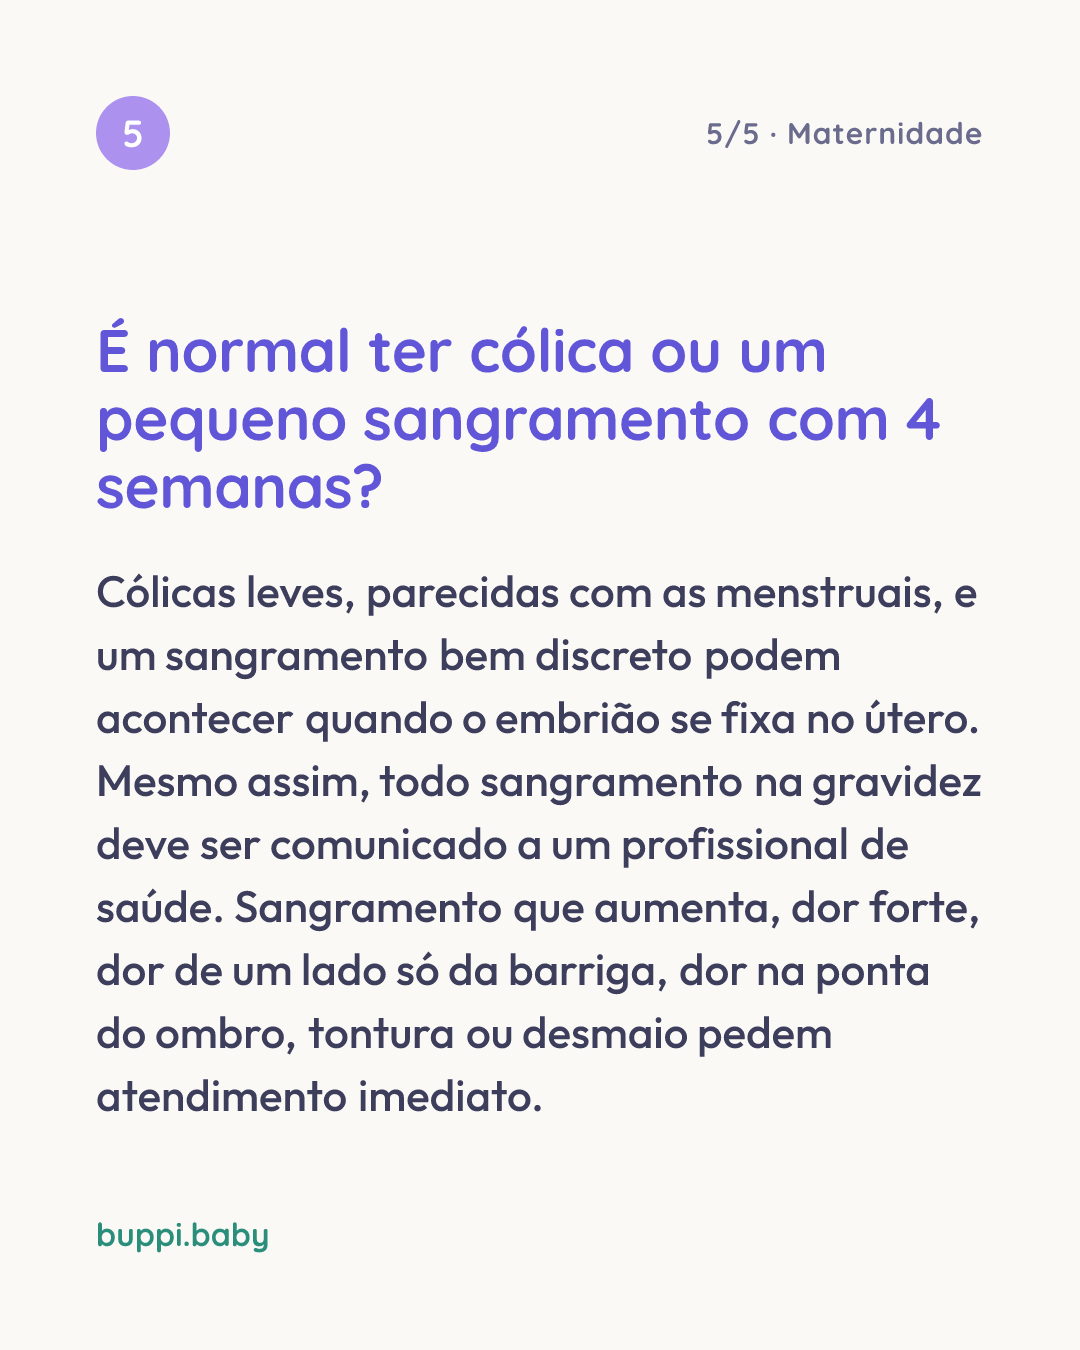 5
5/5 · Maternidade
É normal ter cólica ou um
pequeno sangramento com 4
semanas?
Cólicas leves, parecidas com as menstruais, e
um sangramento bem discreto podem
acontecer quando o embrião se fixa no útero.
Mesmo assim, todo sangramento na gravidez
deve ser comunicado a um profissional de
saúde. Sangramento que aumenta, dor forte,
dor de um lado só da barriga, dor na ponta
do ombro, tontura ou desmaio pedem
atendimento imediato.
buppi.baby